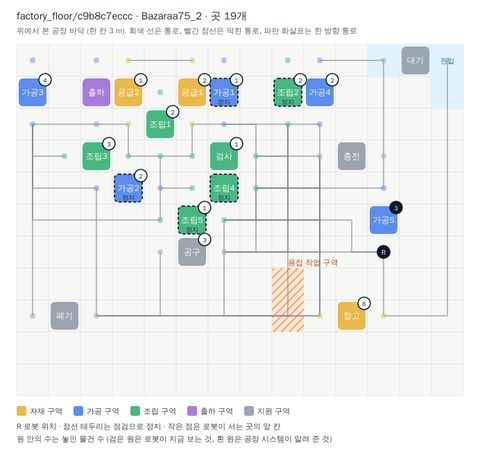 factory_floor/c9b8c7eccc · Bazaraa75_2 · 곳 19개
위에서 본 공장 바닥 (한 칸 3 m). 회색 선은 통로, 빨간 점선은 막힌 통로, 파란 화살표는 한 방향 통로
대기
진입
가공3 4
출하
공급2 1
공급1 2
가공1 1
정지
조립2 2
정지
가공4 2
조립1 2
조립3 3
검사 1
충전
가공2 2
정지
조립4
정지
조립5 1
정지
가공5 3
공구 3
R
용접 작업 구역
폐기
창고 6
자재 구역
가공 구역
조립 구역
출하 구역
지원 구역
R 로봇 위치 · 점선 테두리는 점검으로 정지 · 작은 점은 로봇이 서는 곳의 앞 칸
원 안의 수는 놓인 물건 수 (검은 원은 로봇이 지금 보는 것, 흰 원은 공장 시스템이 알려 준 것)